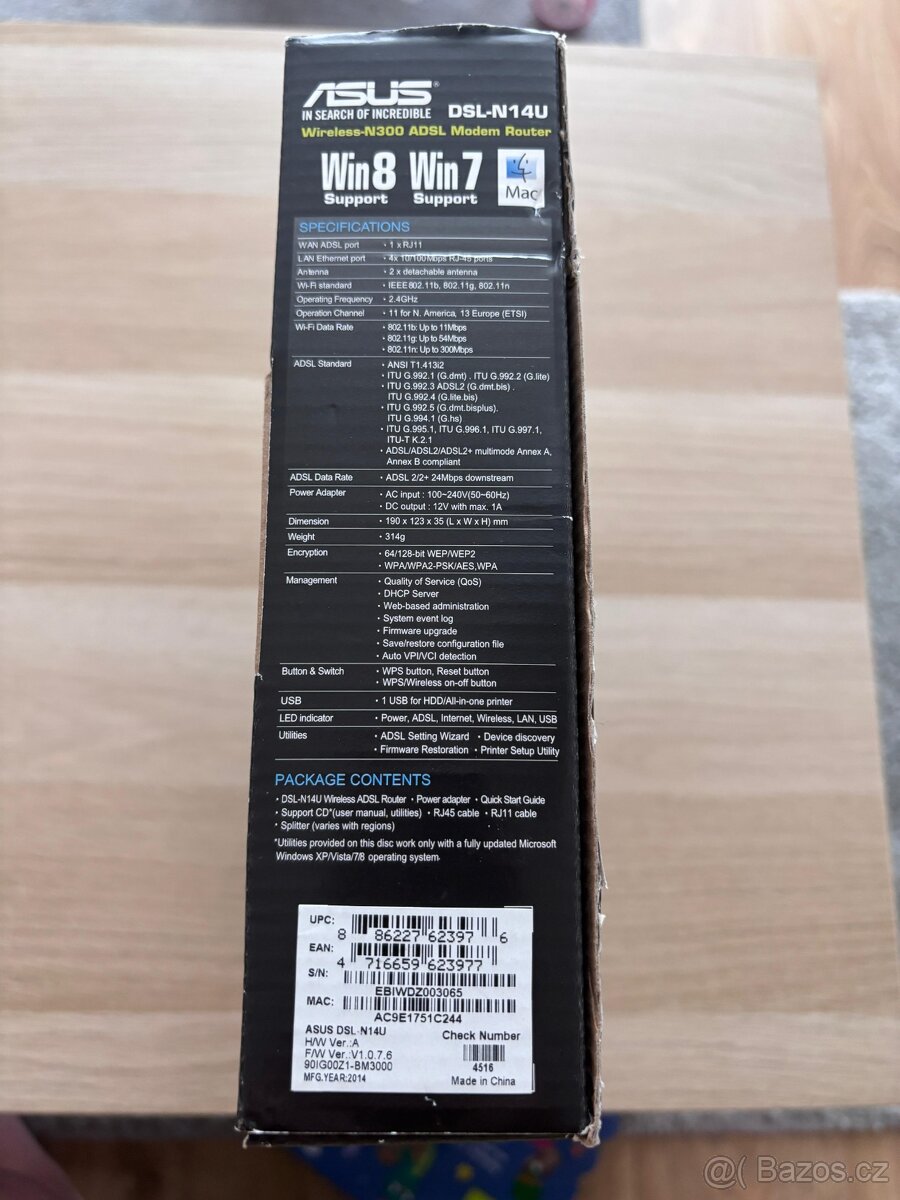 ASUS®
IN SEARCH OF INCREDIBLE
DSL-N14U
Wireless-N300 ADSL Modem Router
Win8 Support
Win7 Support
Mac
SPECIFICATIONS
WAN ADSL port • 1 x RJ11
LAN Ethernet port • 4x 10/100Mbps RJ-45 ports
Antenna • 2 x detachable antenna
Wi-Fi standard • IEEE802.11b, 802.11g, 802.11n
Operating Frequency • 2.4GHz
Operation Channel • 11 for N. America, 13 Europe (ETSI)
Wi-Fi Data Rate • 802.11b: Up to 11Mbps
• 802.11g: Up to 54Mbps
• 802.11n: Up to 300Mbps
ADSL Standard • ANSI T1.413i2
• ITU G.992.1 (G.dmt) . ITU G.992.2 (G.lite)
• ITU G.992.3 ADSL2 (G.dmt.bis) .
ITU G.992.4 (G.lite.bis)
• ITU G.992.5 (G.dmt.bisplus).
ITU G.994.1 (G.hs)
• ITU G.995.1, ITU G.996.1, ITU G.997.1,
ITU-T K.2.1
• ADSL/ADSL2/ADSL2+ multimode Annex A,
Annex B compliant
ADSL Data Rate • ADSL 2/2+ 24Mbps downstream
Power Adapter • AC input : 100~240V(50~60Hz)
• DC output : 12V with max. 1A
Dimension • 190 x 123 x 35 (L x W x H) mm
Weight • 314g
Encryption • 64/128-bit WEP/WEP2
• WPA/WPA2-PSK/AES,WPA
Management • Quality of Service (QoS)
• DHCP Server
• Web-based administration
• System event log
• Firmware upgrade
• Save/restore configuration file
• Auto VPI/VCI detection
Button & Switch • WPS button, Reset button
• WPS/Wireless on-off button
USB • 1 USB for HDD/All-in-one printer
LED indicator • Power, ADSL, Internet, Wireless, LAN, USB
Utilities • ADSL Setting Wizard • Device discovery
• Firmware Restoration • Printer Setup Utility
PACKAGE CONTENTS
• DSL-N14U Wireless ADSL Router • Power adapter • Quick Start Guide
• Support CD*(user manual, utilities) • RJ45 cable • RJ11 cable
• Splitter (varies with regions)
*Utilities provided on this disc work only with a fully updated Microsoft
Windows XP/Vista/7/8 operating system.
UPC:
8 86227 62397 6
EAN:
4 716659 623977
S/N:
EBIWDZ003065
MAC:
AC9E1751C244
ASUS DSL-N14U
H/W Ver.:A
F/W Ver.:V1.0.7.6
90IG00Z1-BM3000
MFG.YEAR:2014
Check Number
4516
Made in China
@( Bazos.cz